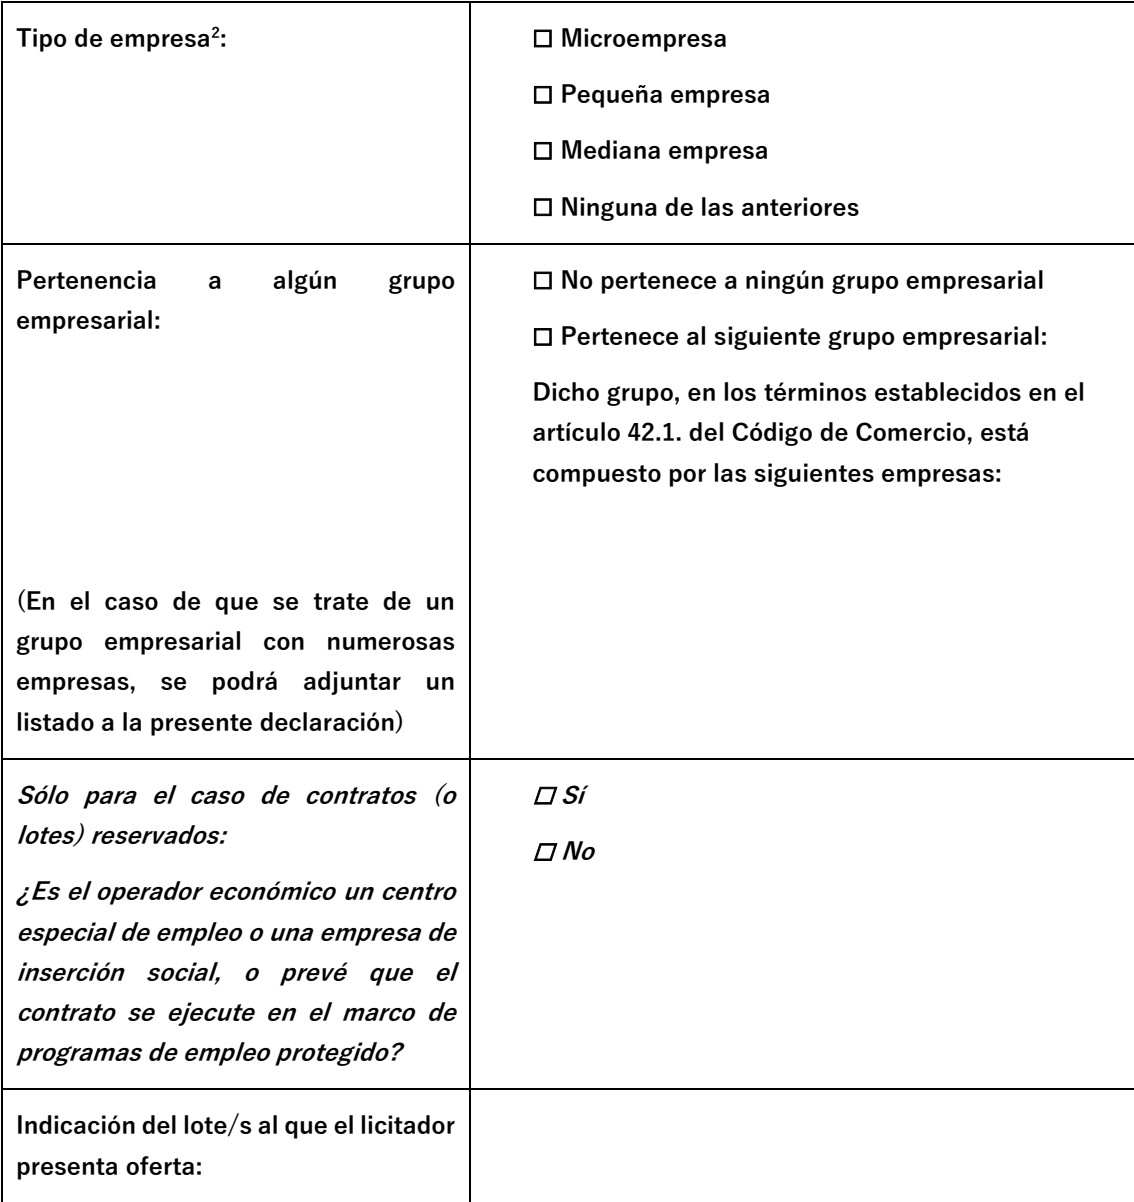 Tipo de empresa²:
☐ Microempresa
☐ Pequeña empresa
☐ Mediana empresa
☐ Ninguna de las anteriores
Pertenencia a algún grupo
empresarial:
(En el caso de que se trate de un
grupo empresarial con numerosas
empresas, se podrá adjuntar un
listado a la presente declaración)
☐ No pertenece a ningún grupo empresarial
☐ Pertenece al siguiente grupo empresarial:
Dicho grupo, en los términos establecidos en el
artículo 42.1. del Código de Comercio, está
compuesto por las siguientes empresas:
Sólo para el caso de contratos (o
lotes) reservados:
¿Es el operador económico un centro
especial de empleo o una empresa de
inserción social, o prevé que el
contrato se ejecute en el marco de
programas de empleo protegido?
☐ Sí
☐ No
Indicación del lote/s al que el licitador
presenta oferta: